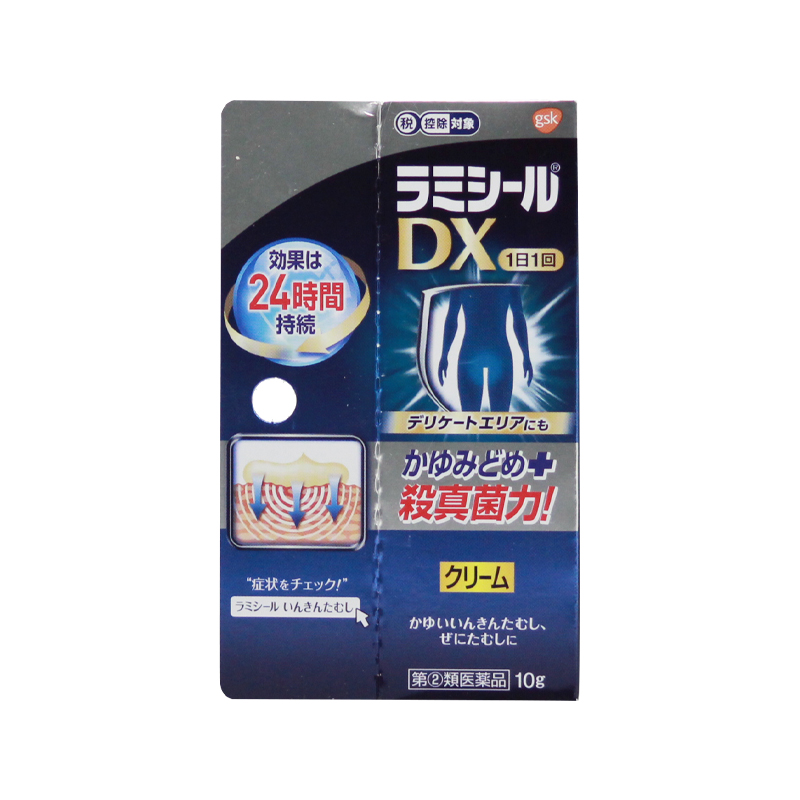 税 控除対象
gsk
ラミシール®
DX
1日1回
デリケートエリアにも
かゆみどめ+
殺真菌力!
クリーム
かゆいいんきんたむし、
ぜにたむしに
第②類医薬品 10g
効果は
24時間
持続
"症状をチェック!"
ラミシール いんきんたむし